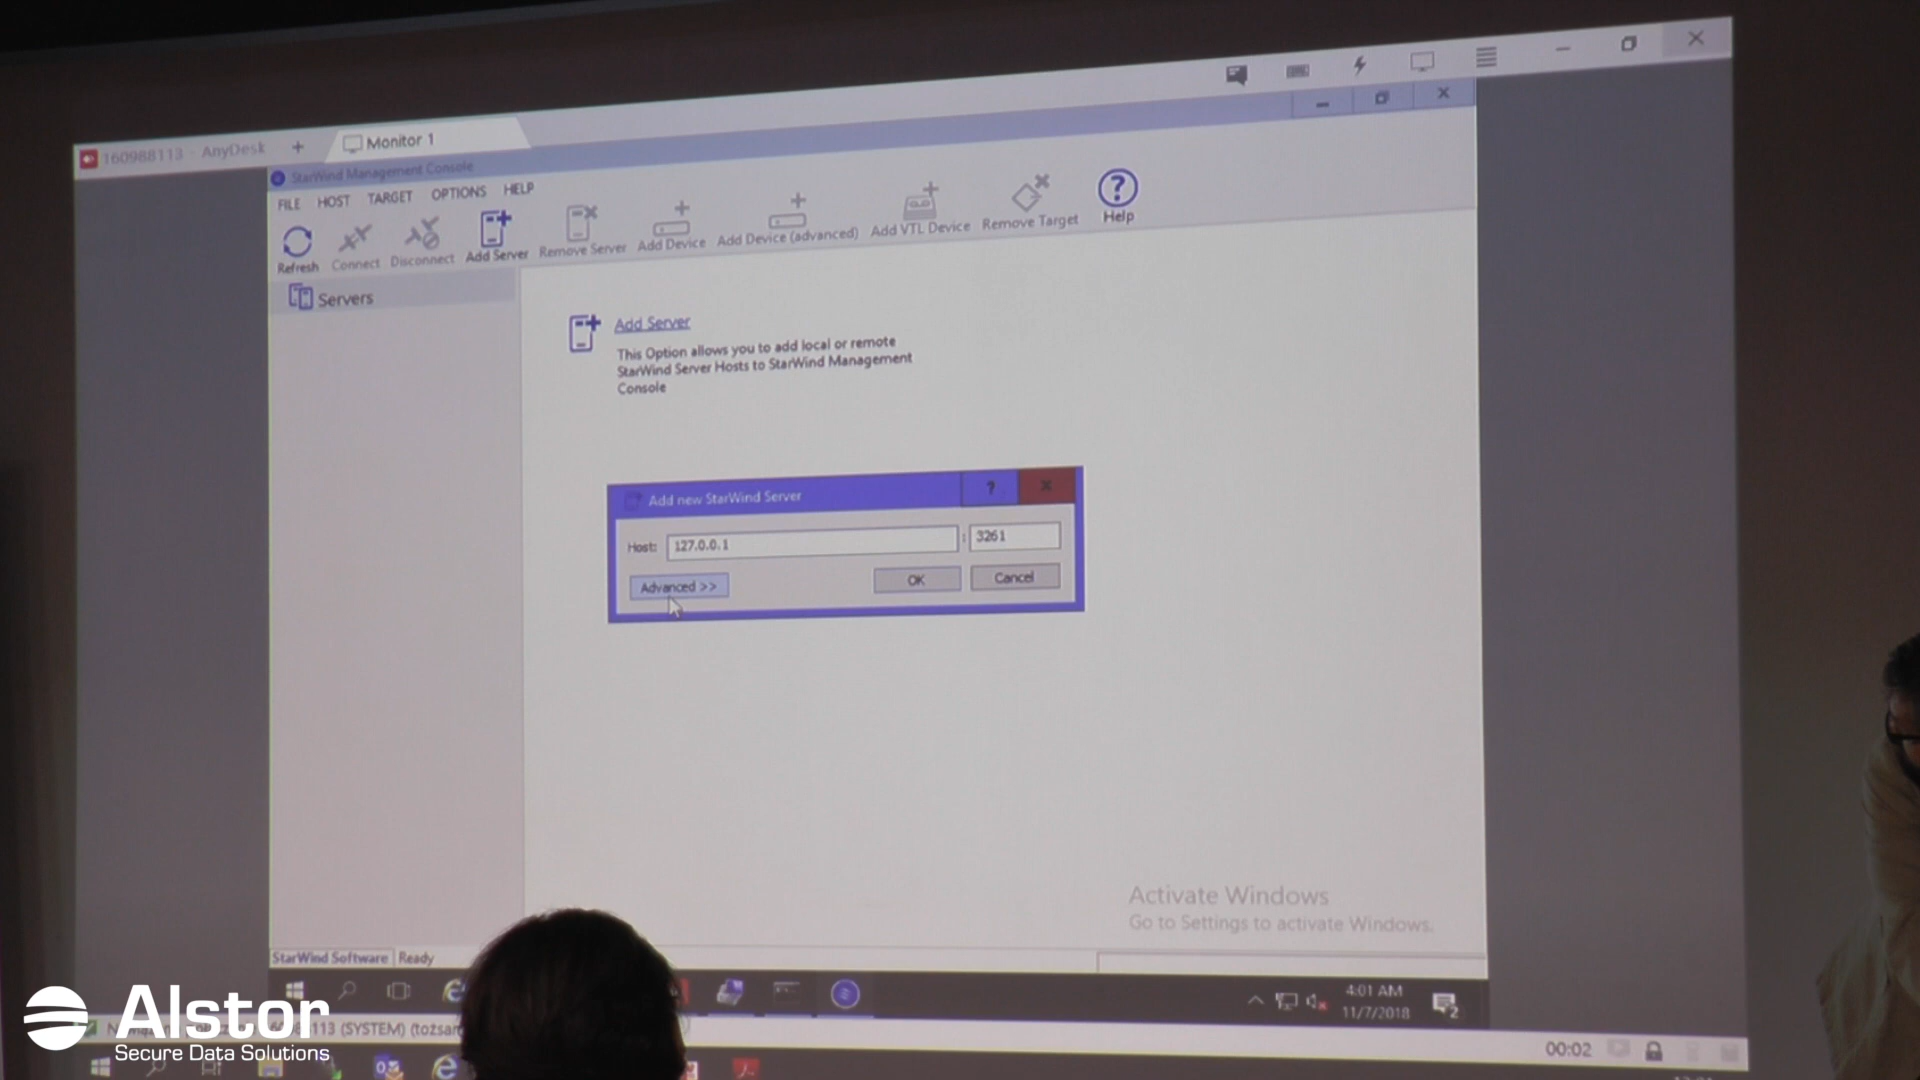 160988113 - AnyDesk
Monitor 1
StarWind Management Console
FILE HOST TARGET OPTIONS HELP
Refresh Connect Disconnect Add Server Remove Server Add Device Add Device (advanced) Add VTL Device Remove Target Help
Servers
Add Server
This Option allows you to add local or remote
StarWind Server Hosts to StarWind Management
Console
Add new StarWind Server
Host: 127.0.0.1 : 3261
Advanced >> OK Cancel
Activate Windows
Go to Settings to activate Windows.
StarWind Software Ready
4:01 AM
11/7/2018
2
113 (SYSTEM)
00:02
Alstor
Secure Data Solutions